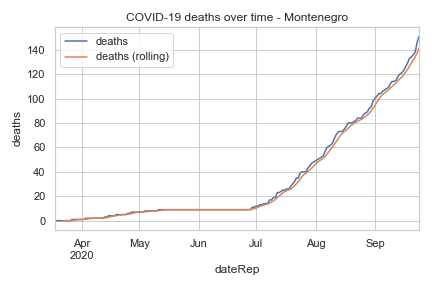 COVID-19 deaths over time - Montenegro
deaths
deaths (rolling)
deaths
140
120
100
80
60
40
20
0
Apr
2020
May
Jun
Jul
Aug
Sep
dateRep